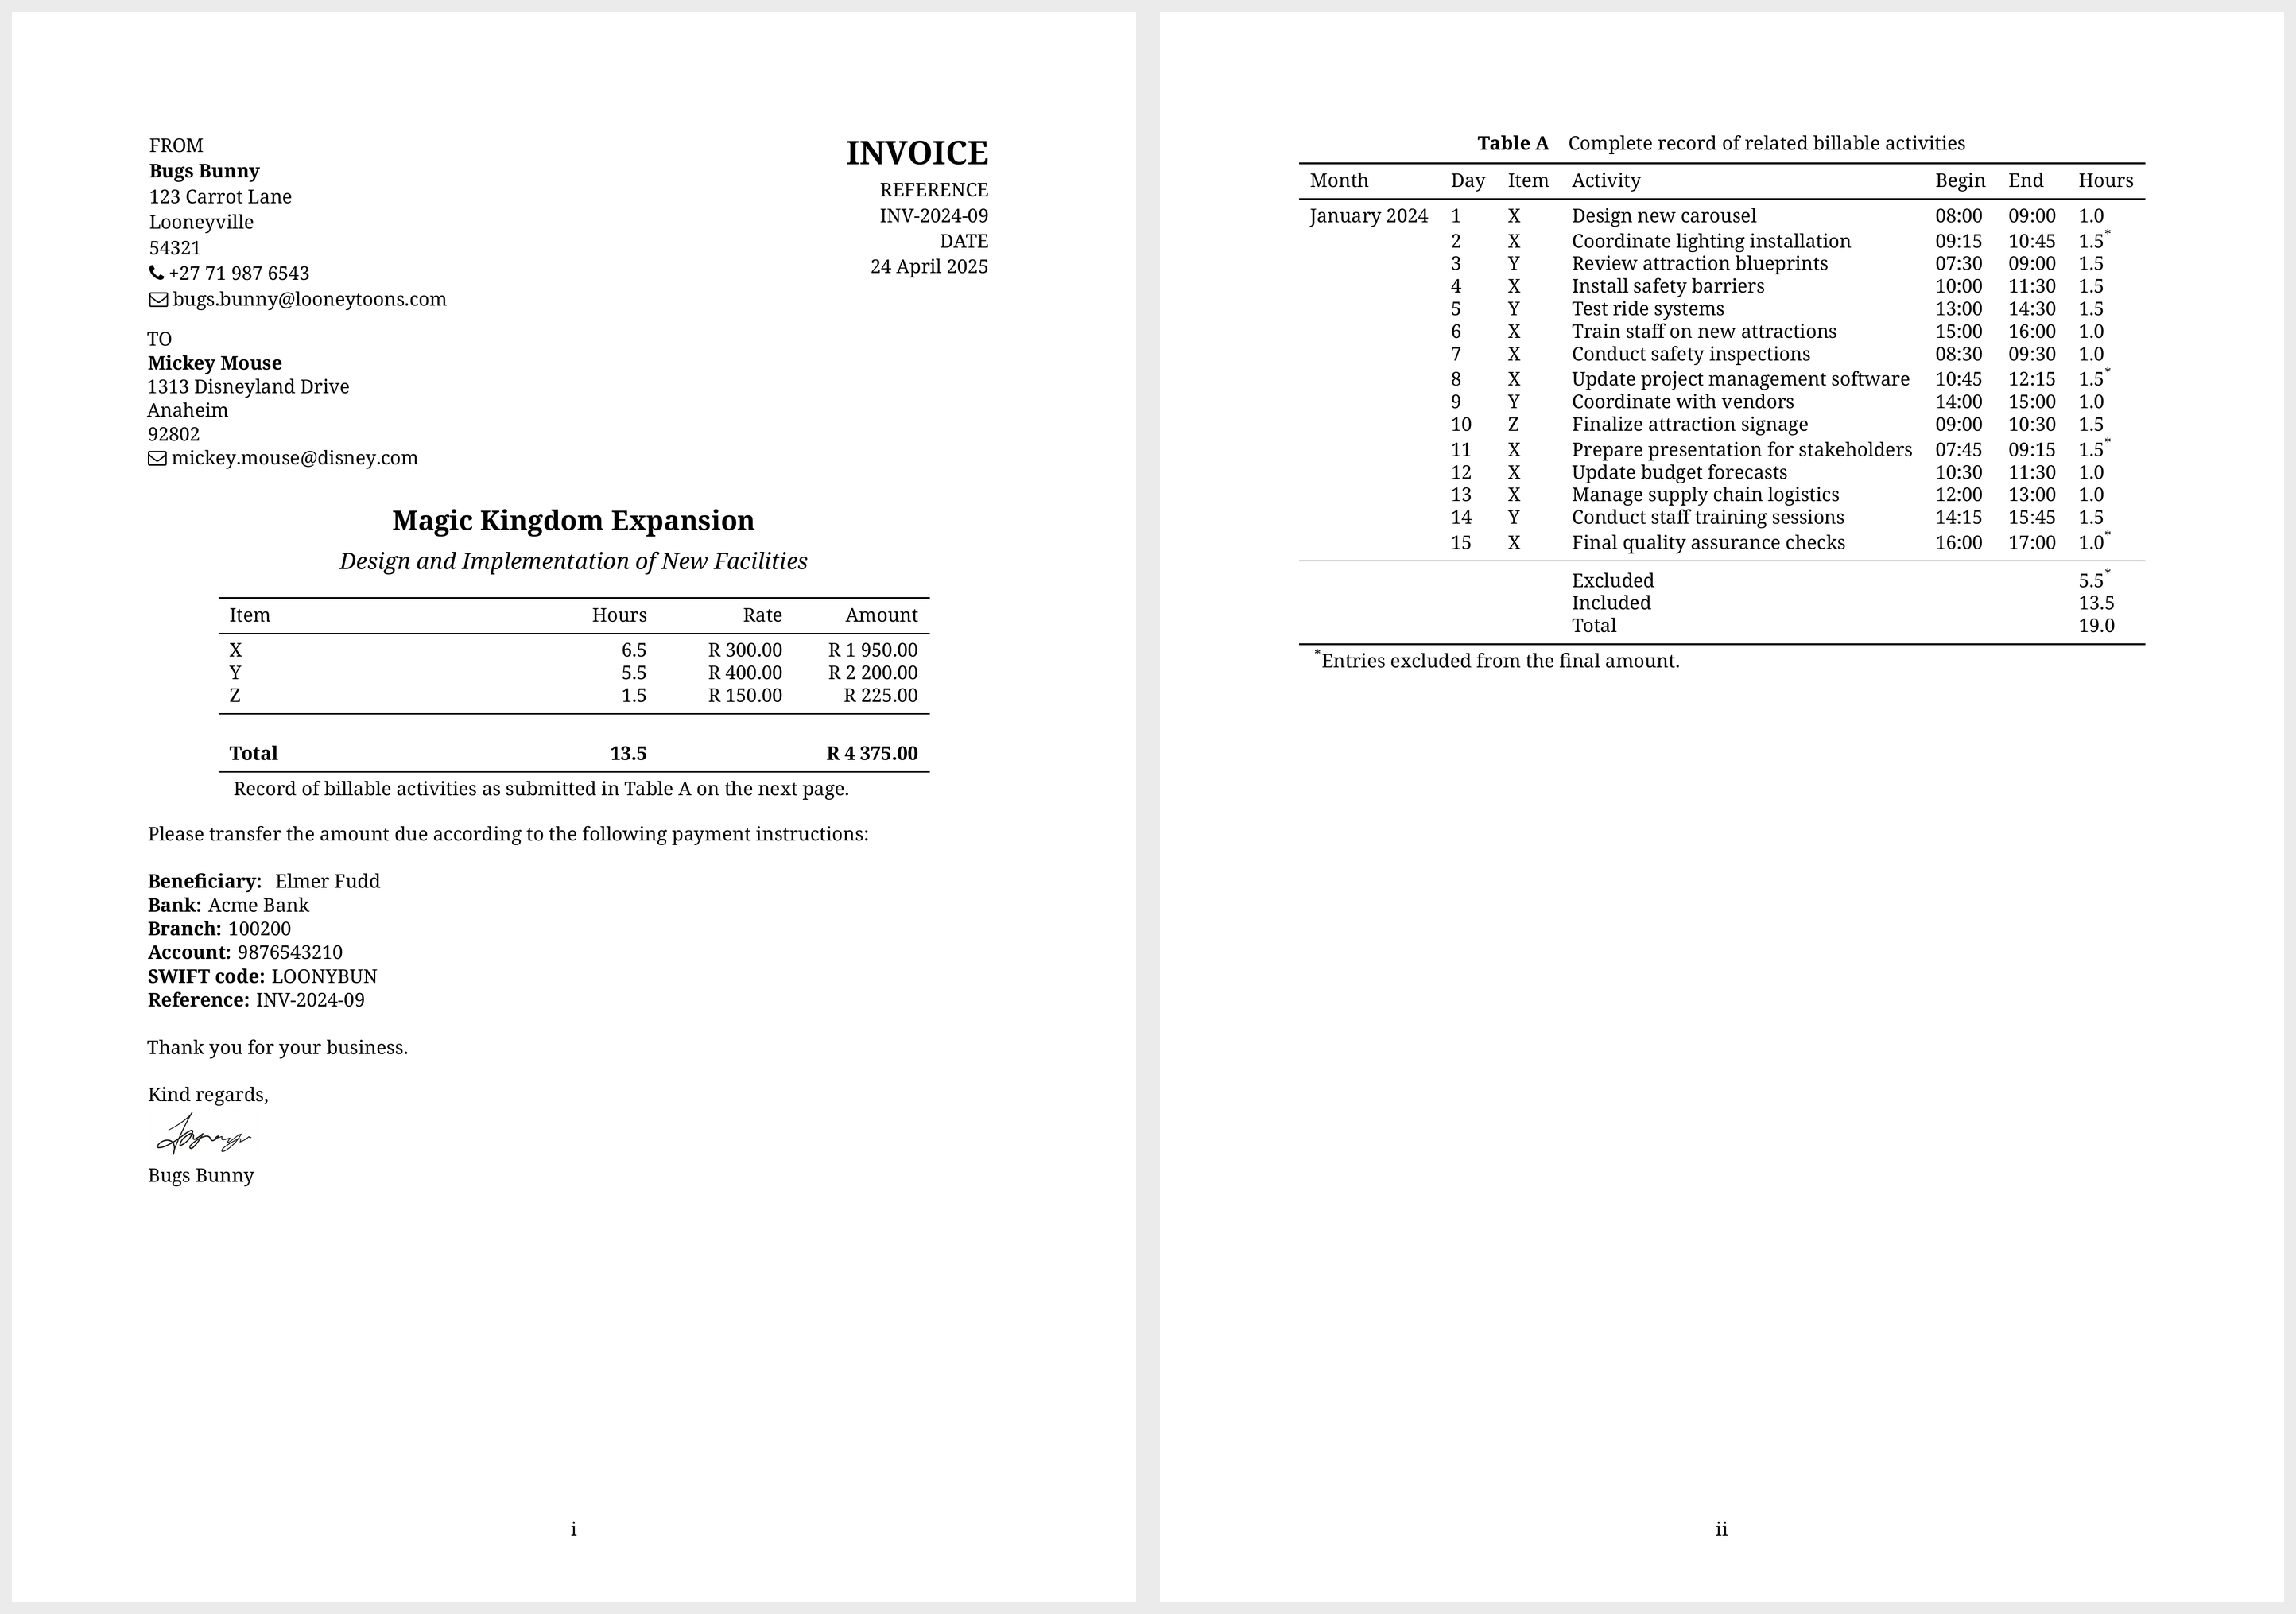 FROM
Bugs Bunny
123 Carrot Lane
Looneyville
54321
+27 71 987 6543
bugs.bunny@looneytoons.com
INVOICE
REFERENCE
INV-2024-09
DATE
24 April 2025
TO
Mickey Mouse
1313 Disneyland Drive
Anaheim
92802
mickey.mouse@disney.com
Magic Kingdom Expansion
Design and Implementation of New Facilities
Item Hours Rate Amount
X 6.5 R 300.00 R 1 950.00
Y 5.5 R 400.00 R 2 200.00
Z 1.5 R 150.00 R 225.00
Total 13.5 R 4 375.00
Record of billable activities as submitted in Table A on the next page.
Please transfer the amount due according to the following payment instructions:
Beneficiary: Elmer Fudd
Bank: Acme Bank
Branch: 100200
Account: 9876543210
SWIFT code: LOONYBUN
Reference: INV-2024-09
Thank you for your business.
Kind regards,
Bugs Bunny
i
Table A Complete record of related billable activities
Month Day Item Activity Begin End Hours
January 2024 1 X Design new carousel 08:00 09:00 1.0
2 X Coordinate lighting installation 09:15 10:45 1.5*
3 Y Review attraction blueprints 07:30 09:00 1.5
4 X Install safety barriers 10:00 11:30 1.5
5 Y Test ride systems 13:00 14:30 1.5
6 X Train staff on new attractions 15:00 16:00 1.0
7 X Conduct safety inspections 08:30 09:30 1.0
8 X Update project management software 10:45 12:15 1.5*
9 Y Coordinate with vendors 14:00 15:00 1.0
10 Z Finalize attraction signage 09:00 10:30 1.5
11 X Prepare presentation for stakeholders 07:45 09:15 1.5*
12 X Update budget forecasts 10:30 11:30 1.0
13 X Manage supply chain logistics 12:00 13:00 1.0
14 Y Conduct staff training sessions 14:15 15:45 1.5
15 X Final quality assurance checks 16:00 17:00 1.0*
Excluded 5.5*
Included 13.5
Total 19.0
*Entries excluded from the final amount.
ii